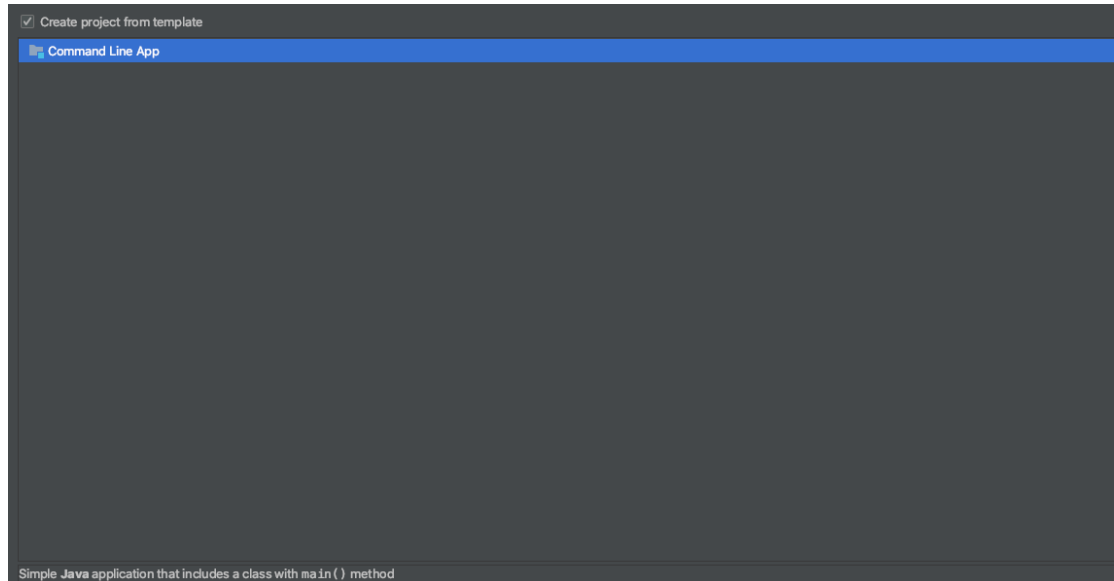 Create project from template
Command Line App
Simple Java application that includes a class with main() method